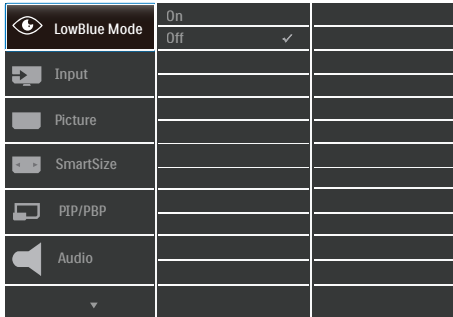 LowBlue Mode
On
Off
Input
Picture
SmartSize
PIP/PBP
Audio